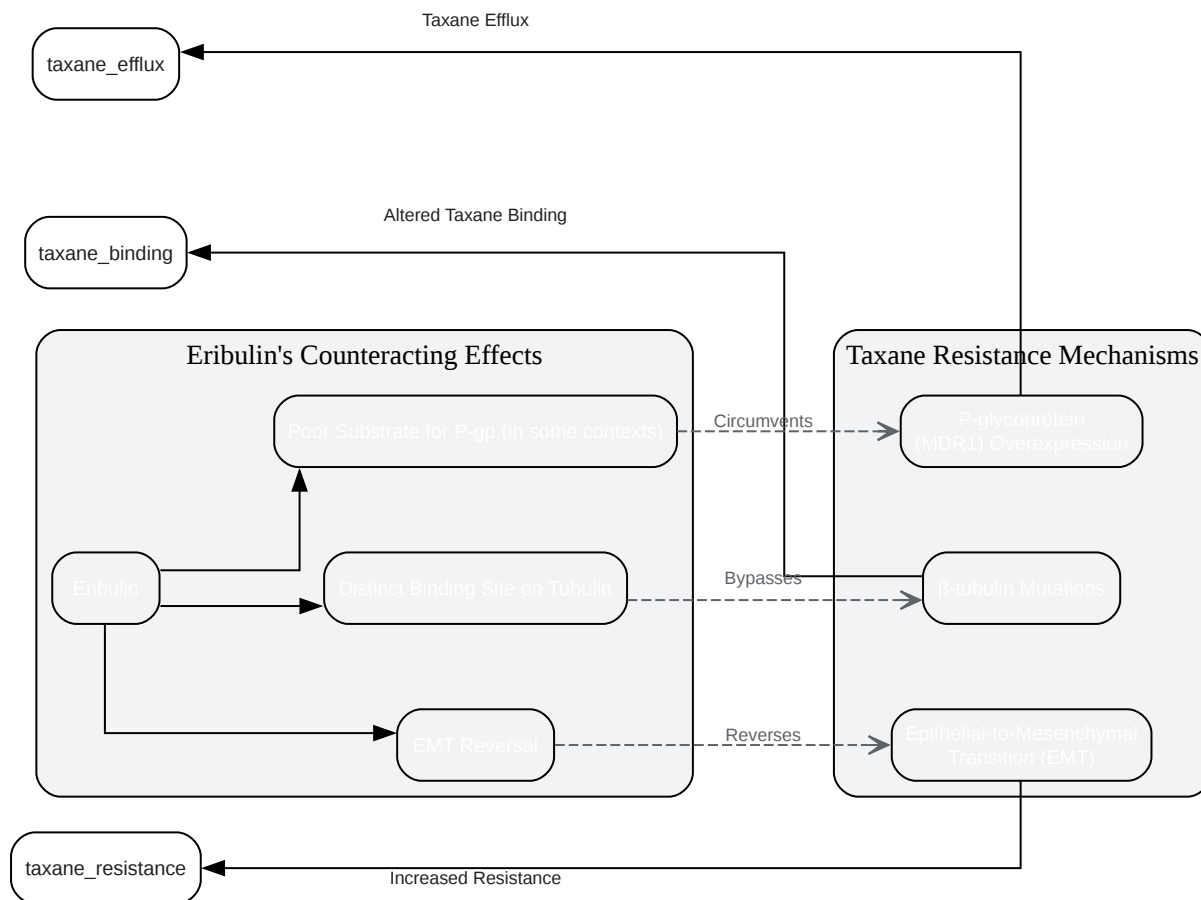 Taxane Efflux
taxane_efflux
Altered Taxane Binding
taxane_binding
Eribulin's Counteracting Effects
Taxane Resistance Mechanisms
Poor Substrate for P-gp (in some contexts)
Circumvents
P-glycoprotein
(MDR1) Overexpression
Eribulin
Distinct Binding Site on Tubulin
Bypasses
β-tubulin Mutations
EMT Reversal
Reverses
Epithelial-to-Mesenchymal
Transition (EMT)
taxane_resistance
Increased Resistance